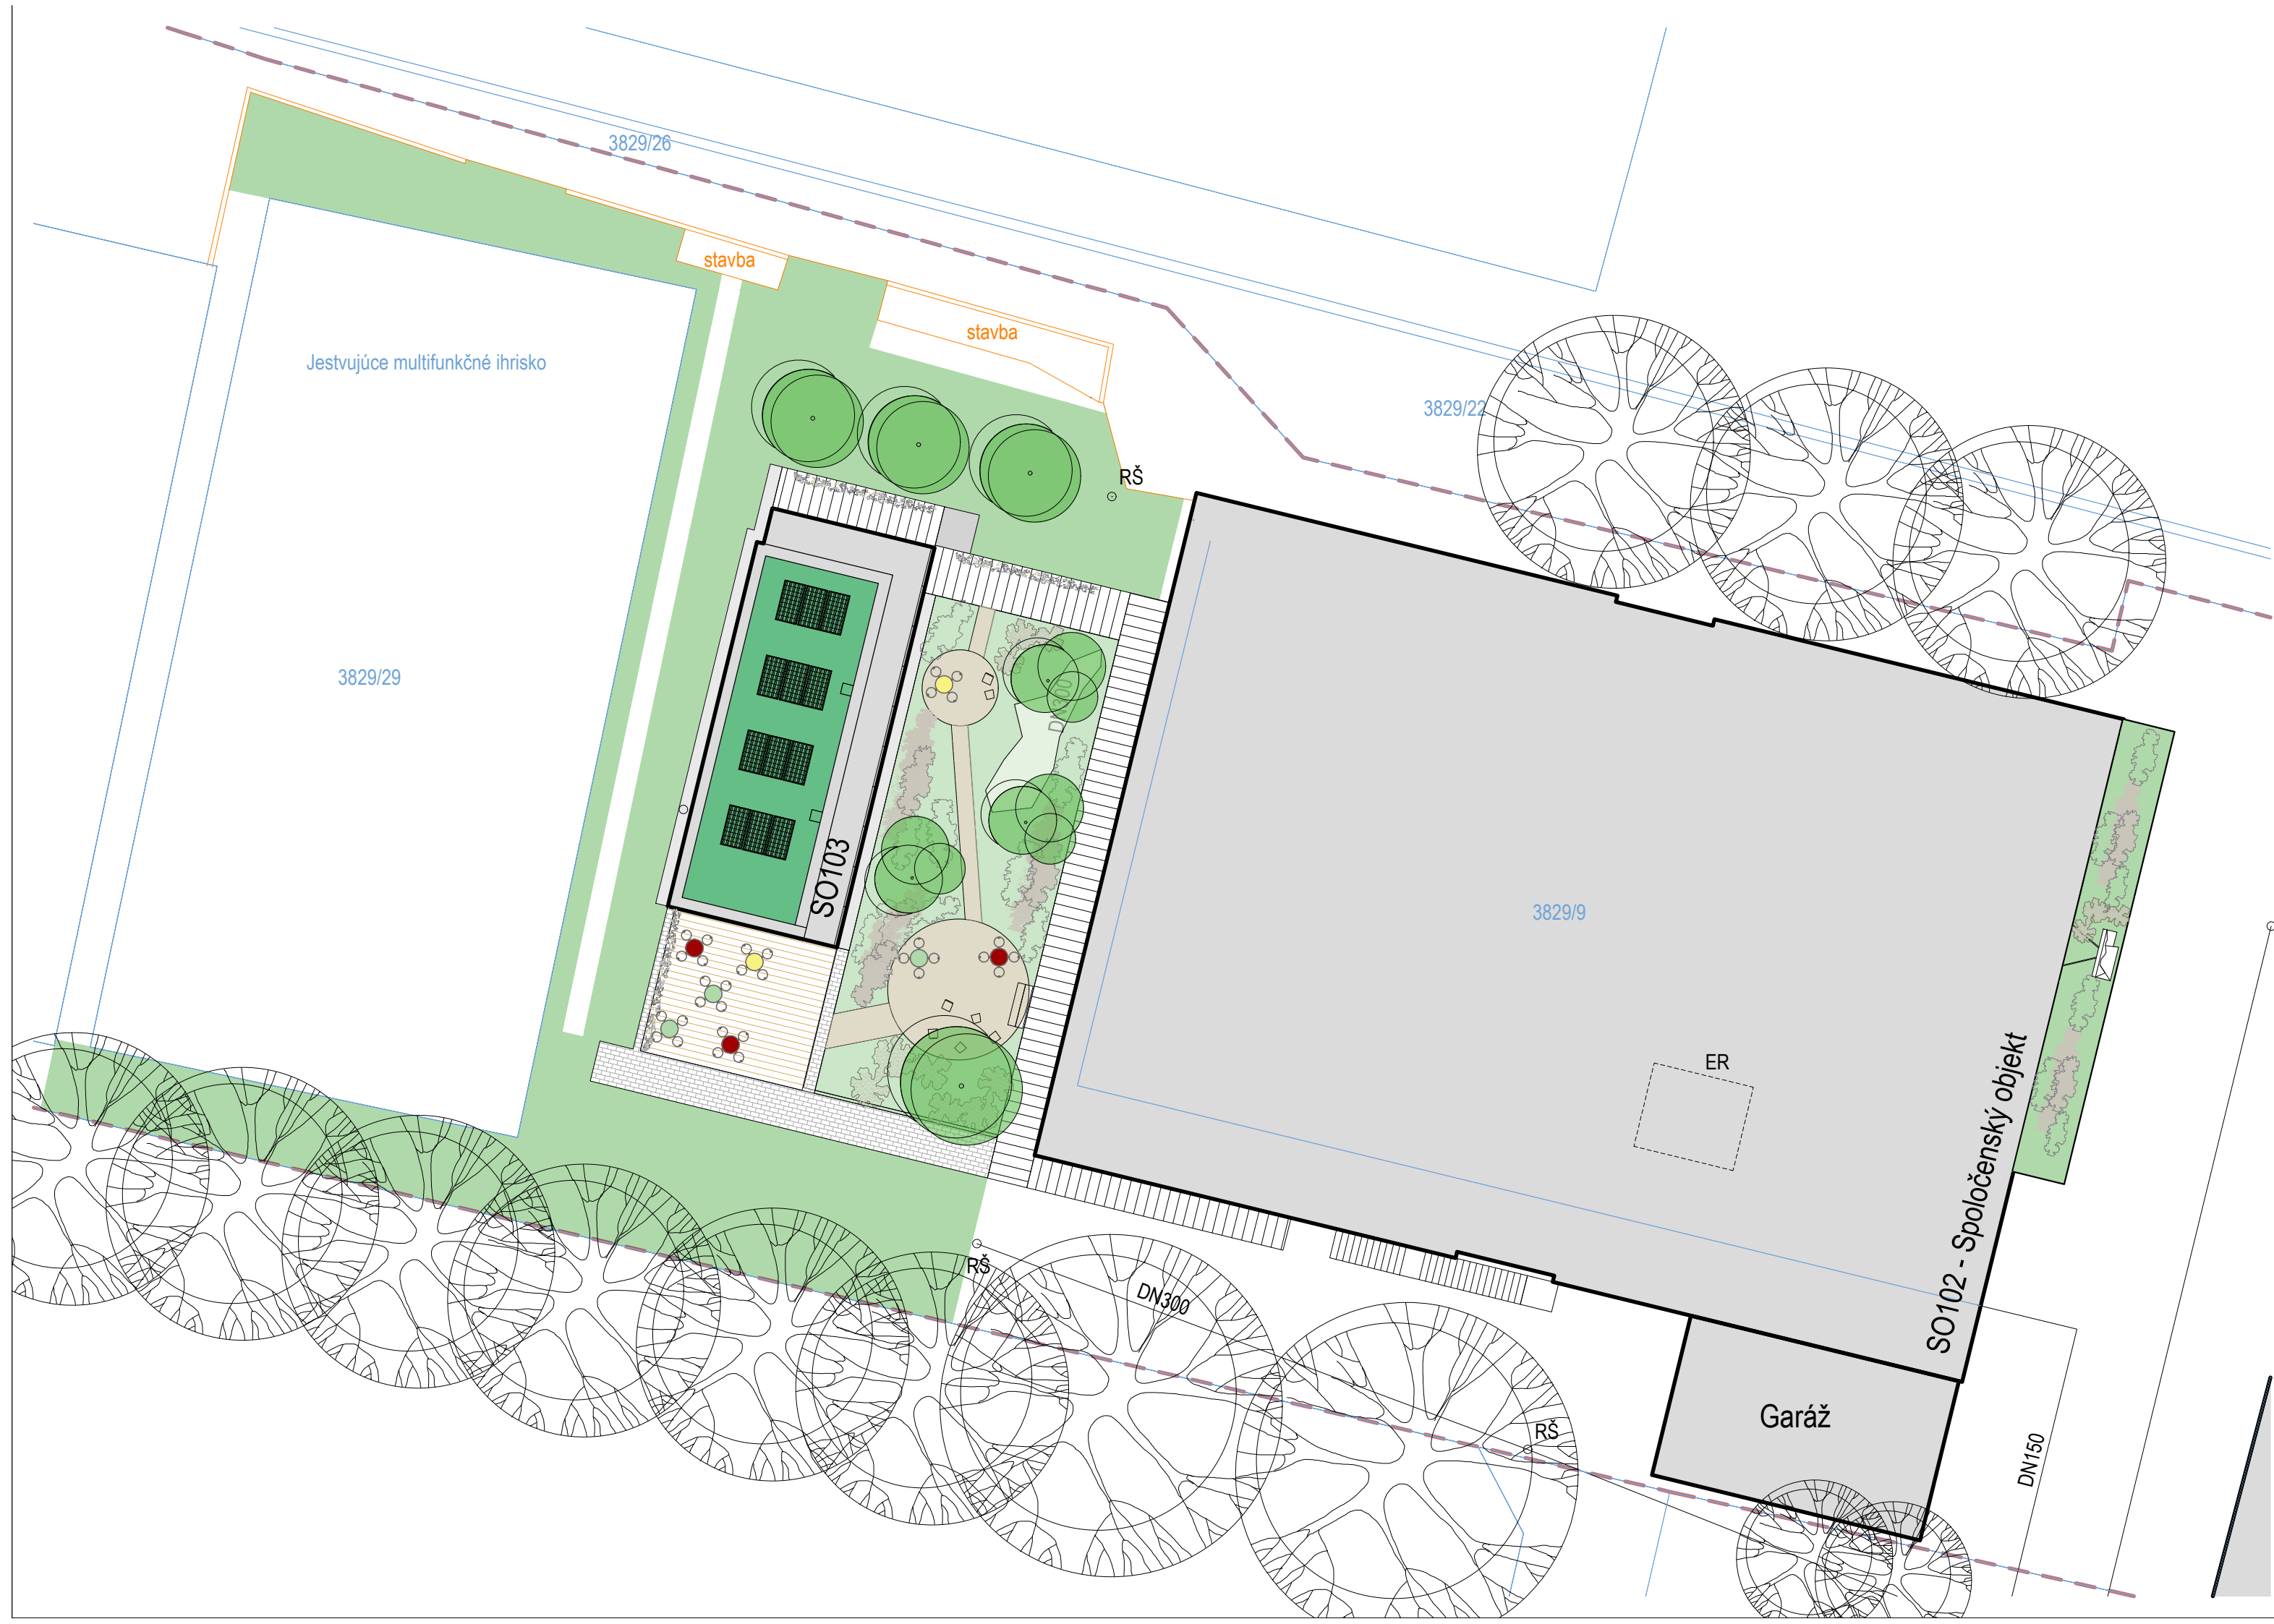 3829/26
stavba
stavba
Jestvujúce multifunkčné ihrisko
3829/22
RŠ
3829/29
DN300
SO103
3829/9
ER
SO102 - Spoločenský objekt
RŠ
DN300
Garáž
RŠ
DN150